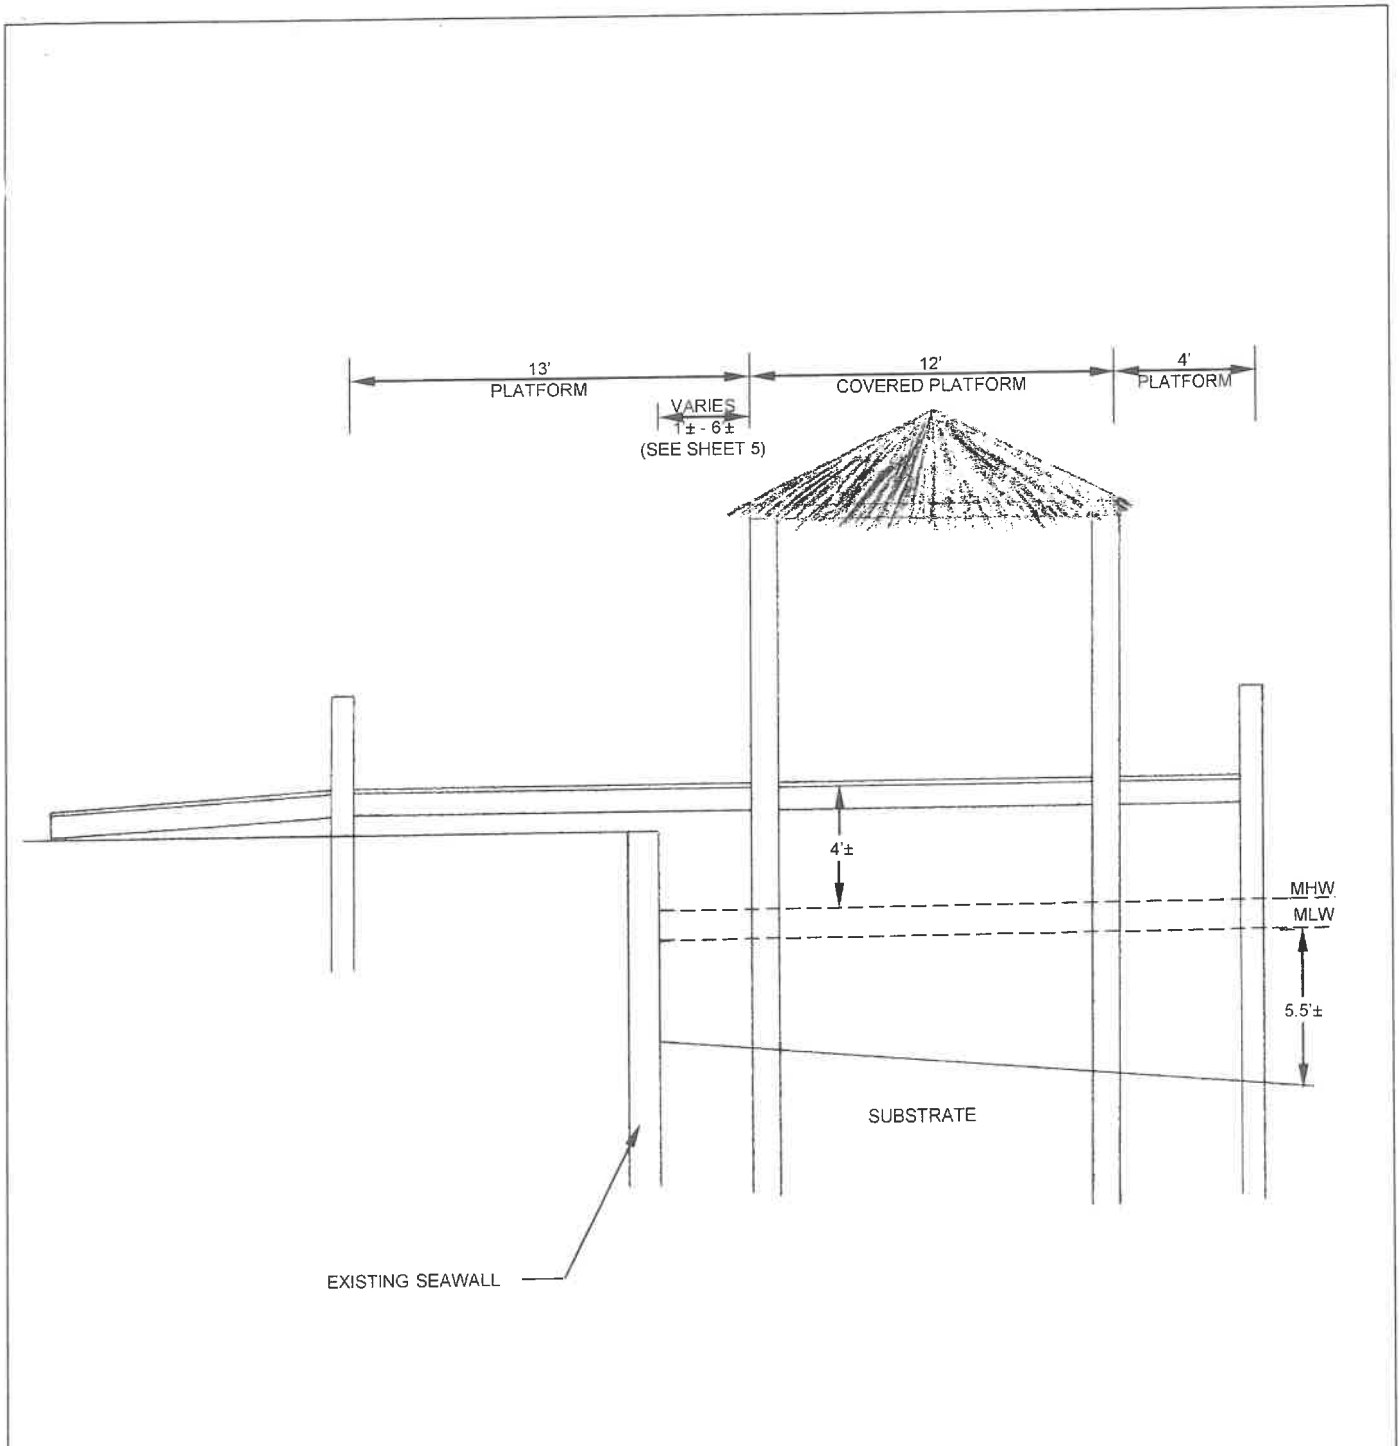 13'
PLATFORM
12'
COVERED PLATFORM
4'
PLATFORM
VARIES
1'± - 6'±
(SEE SHEET 5)
4'±
MHW
MLW
5.5'±
SUBSTRATE
EXISTING SEAWALL